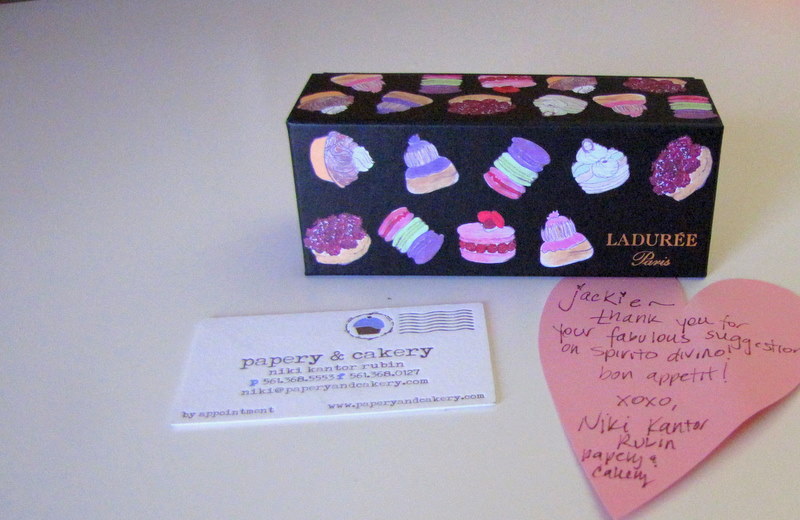 LADURÉE
Paris
papery & cakery
niki kantor rubin
p 561.368.5553 f 561.368.0127
niki@paperyandcakery.com
by appointment www.paperyandcakery.com
jackie~
thank you for
your fabulous suggestion
on spirito divino!
bon appetit!
xoxo,
Niki Kantor
Rubin
papery &
cakery